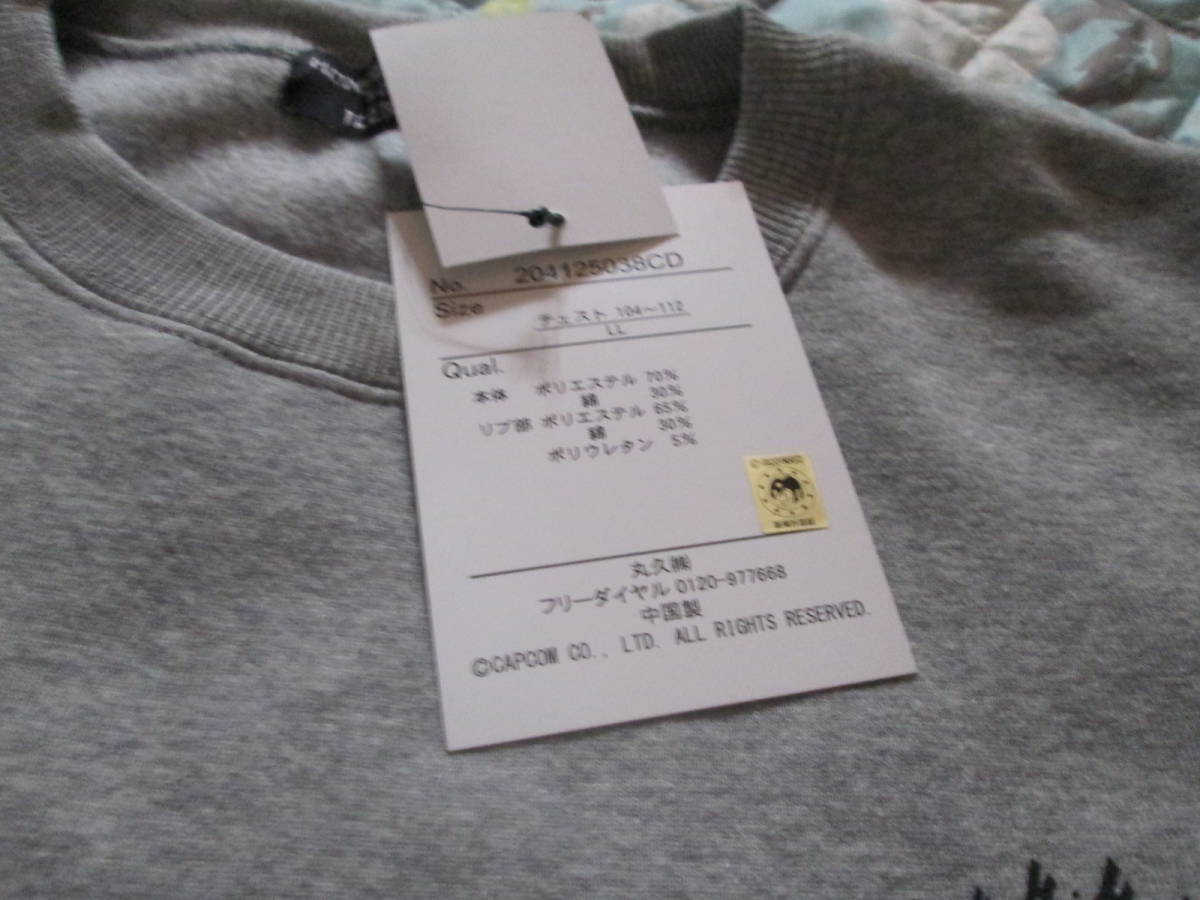 No. 204125038CD
Size チェスト 104～112
LL
Qual.
本体 ポリエステル 70%
綿 30%
リブ部 ポリエステル 65%
綿 30%
ポリウレタン 5%
丸久㈱
フリーダイヤル 0120-977668
中国製
©CAPCOM CO., LTD. ALL RIGHTS RESERVED.